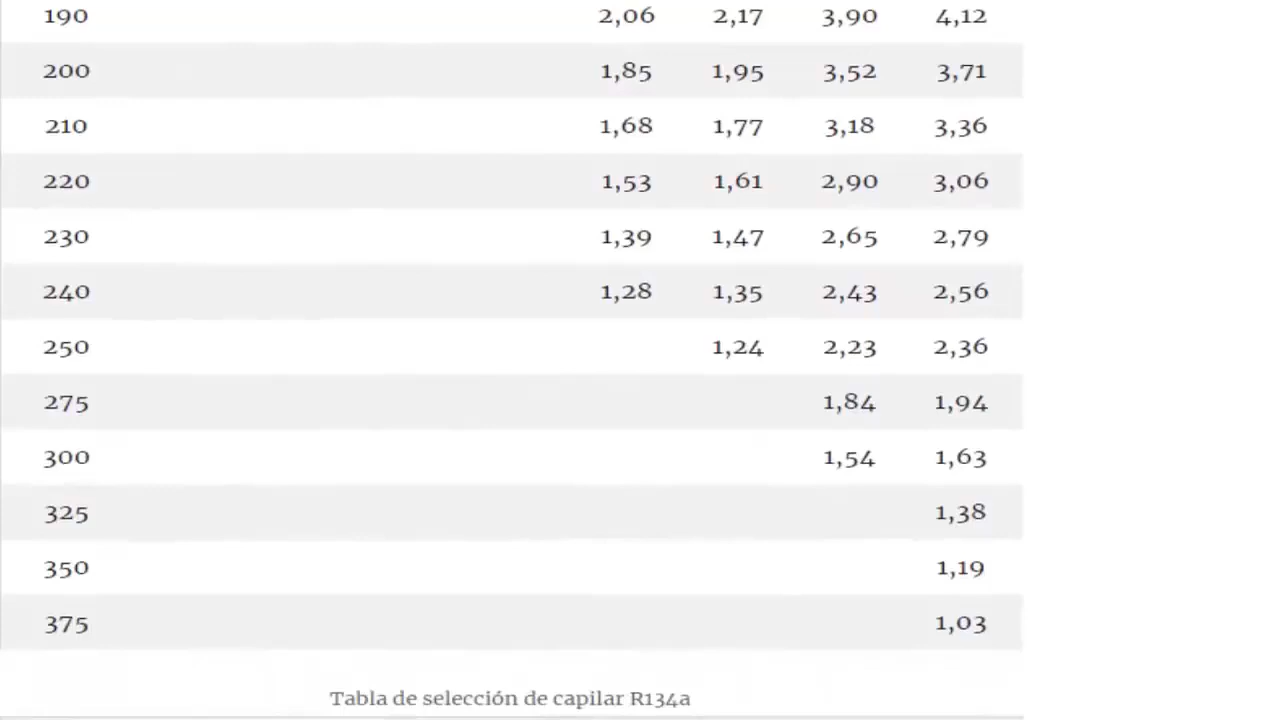 190 2,06 2,17 3,90 4,12
200 1,85 1,95 3,52 3,71
210 1,68 1,77 3,18 3,36
220 1,53 1,61 2,90 3,06
230 1,39 1,47 2,65 2,79
240 1,28 1,35 2,43 2,56
250 1,24 2,23 2,36
275 1,84 1,94
300 1,54 1,63
325 1,38
350 1,19
375 1,03
Tabla de selección de capilar R134a